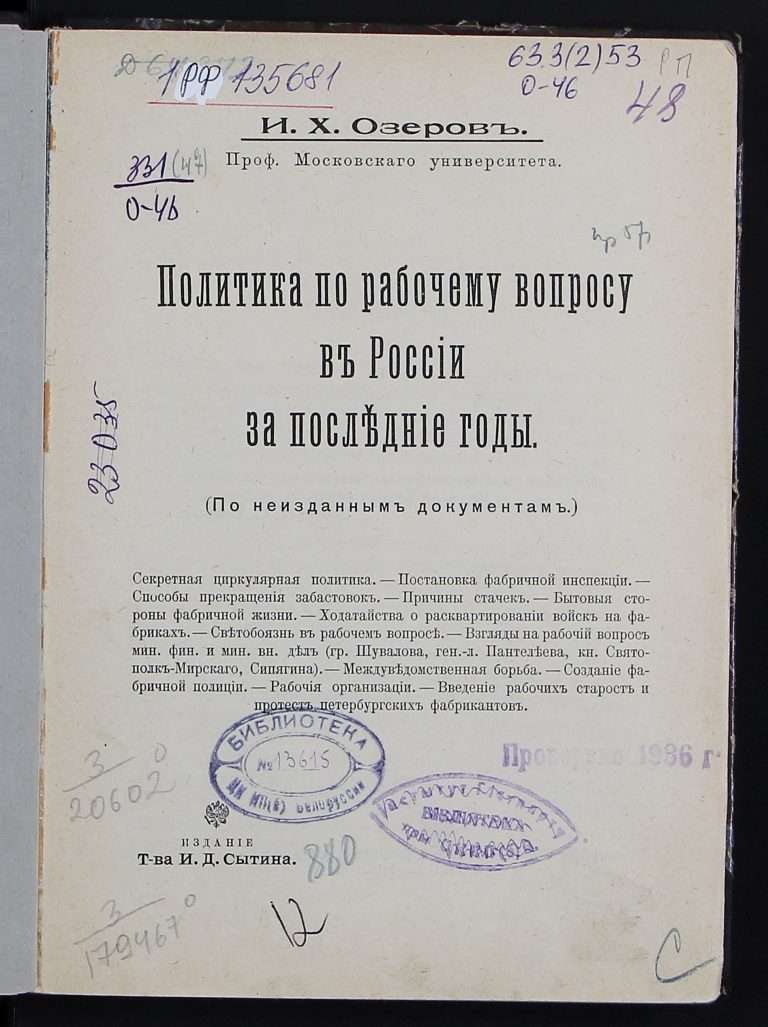 63.3(2)53 РП
1РФ 135681
О-46
48
И. Х. Озеровъ.
331(47)
Проф. Московскаго университета.
О-46
Политика по рабочему вопросу
въ Россіи
за послѣдніе годы.
23035
(По неизданнымъ документамъ.)
Секретная циркулярная политика. — Постановка фабричной инспекціи. —
Способы прекращенія забастовокъ. — Причины стачекъ. — Бытовыя сто-
роны фабричной жизни. — Ходатайства о расквартированіи войскъ на фа-
брикахъ. — Свѣтобоязнь въ рабочемъ вопросѣ. — Взгляды на рабочій вопросъ
мин. фин. и мин. вн. дѣлъ (гр. Шувалова, ген.-л. Пантелѣева, кн. Свято-
полкъ-Мирскаго, Сипягина). — Междувѣдомственная борьба. — Созданіе фа-
бричной полиціи. — Рабочія организаціи. — Введеніе рабочихъ старостъ и
протестъ петербургскихъ фабрикантовъ.
БИБЛИОТЕКА
№ 13615
Проверено 1936 г
3
20602
ИЗДАНІЕ
Т-ва И. Д. Сытина.
880
БИБЛИОТЕКА
3
179467
12
С